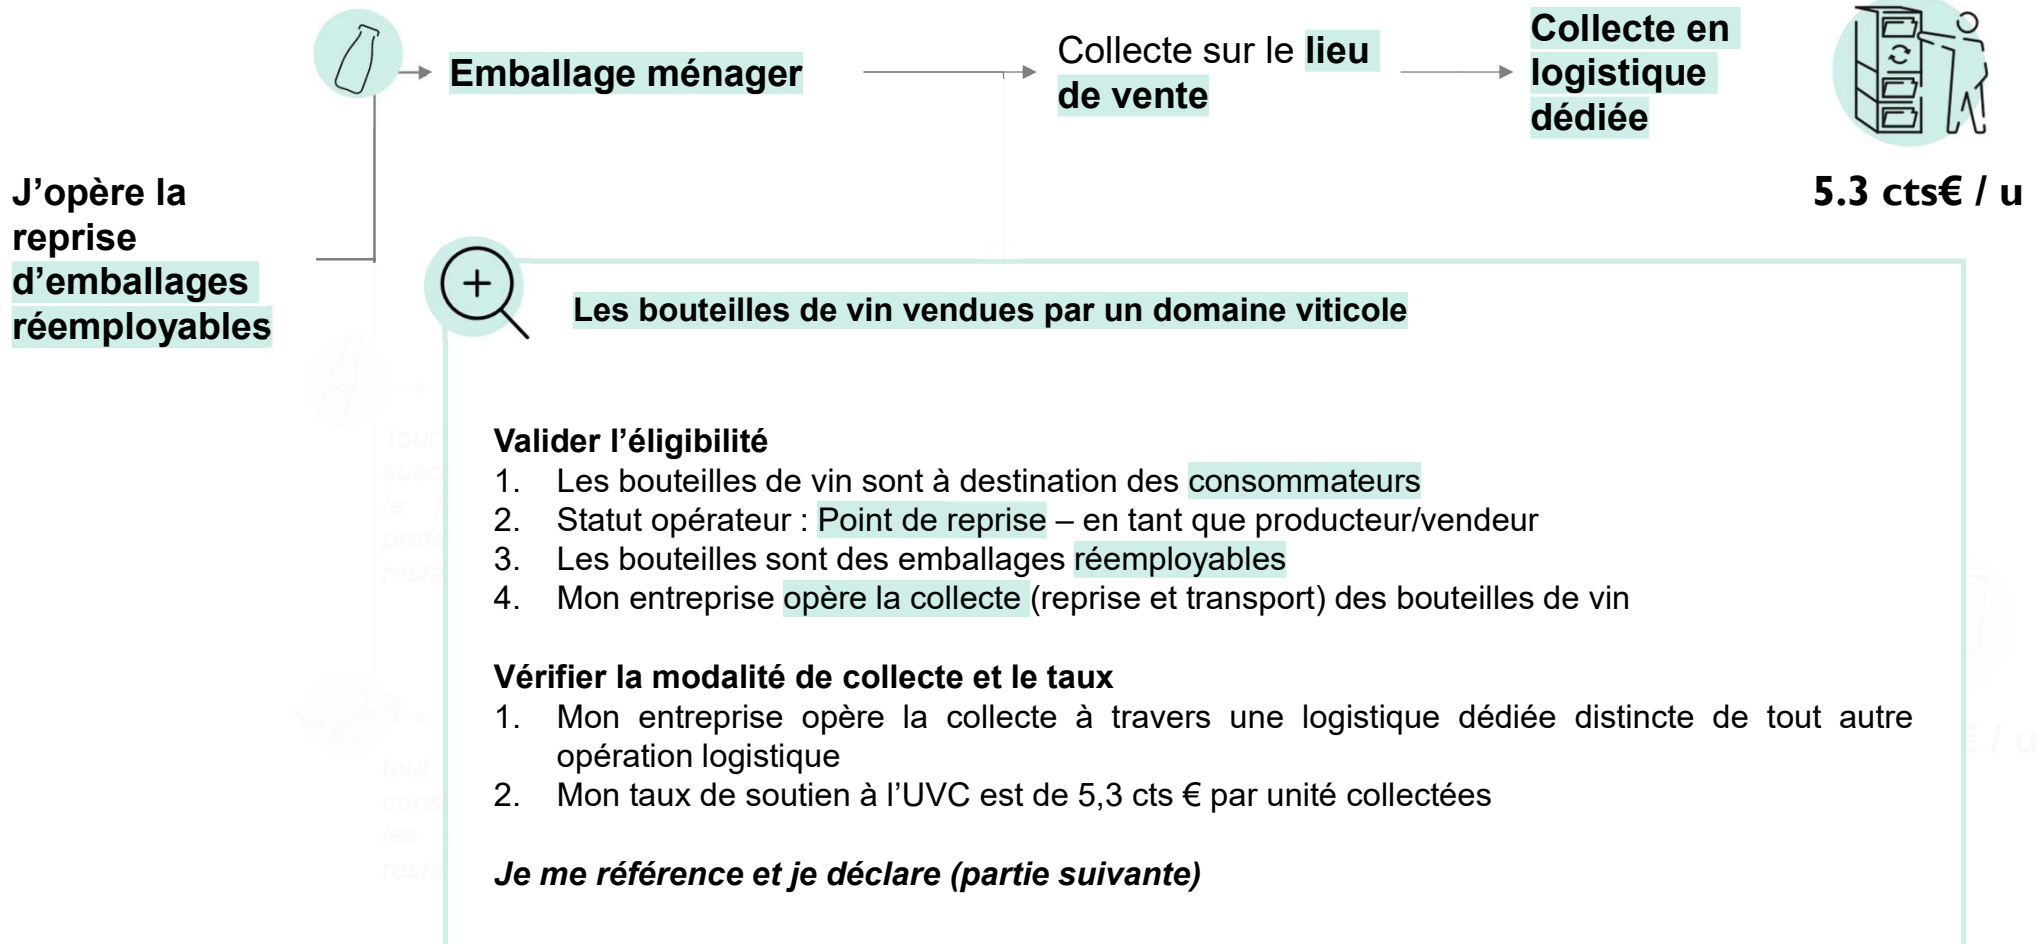 Emballage ménager
Collecte sur le lieu
de vente
Collecte en
logistique
dédiée
5.3 cts€ / u
J’opère la
reprise
d’emballages
réemployables
Les bouteilles de vin vendues par un domaine viticole
Valider l’éligibilité
1. Les bouteilles de vin sont à destination des consommateurs
2. Statut opérateur : Point de reprise – en tant que producteur/vendeur
3. Les bouteilles sont des emballages réemployables
4. Mon entreprise opère la collecte (reprise et transport) des bouteilles de vin
Vérifier la modalité de collecte et le taux
1. Mon entreprise opère la collecte à travers une logistique dédiée distincte de tout autre
opération logistique
2. Mon taux de soutien à l’UVC est de 5,3 cts € par unité collectées
Je me référence et je déclare (partie suivante)
Tout
la
tout
les
€ / u